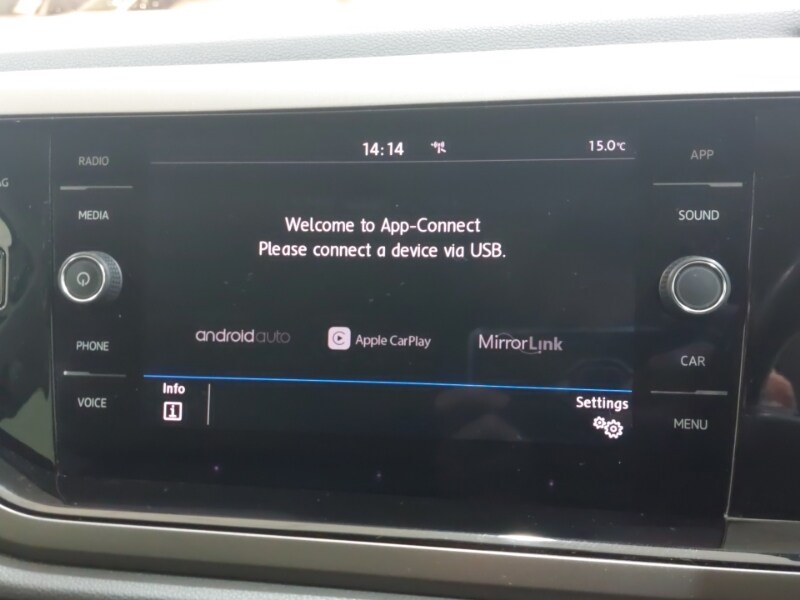 14:14
15.0°C
RADIO
APP
MEDIA
SOUND
Welcome to App-Connect
Please connect a device via USB.
androidauto
Apple CarPlay
MirrorLink
PHONE
CAR
Info
Settings
VOICE
MENU